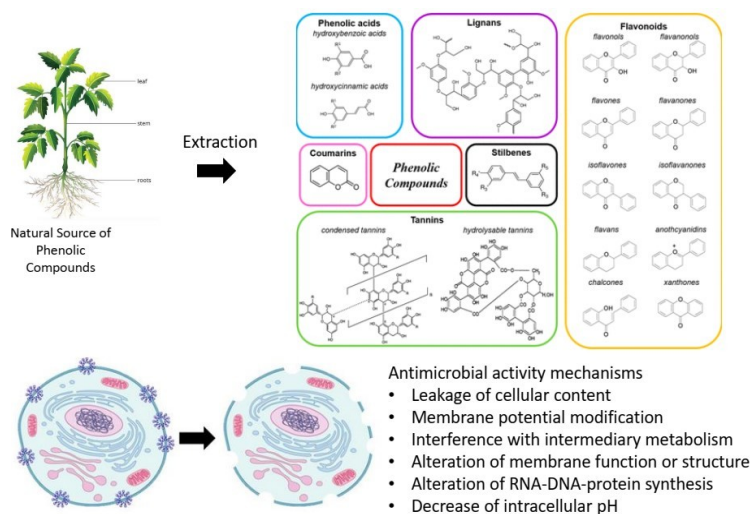 leaf
stem
roots
Natural Source of
Phenolic
Compounds
Extraction
Phenolic acids
hydroxybenzoic acids
hydroxycinnamic acids
Lignans
Coumarins
Phenolic
Compounds
Stilbenes
Tannins
condensed tannins
hydrolysable tannins
Flavonoids
flavonols
flavanonols
flavones
flavanones
isoflavones
isoflavanones
flavans
anothcyanidins
chalcones
xanthones
Antimicrobial activity mechanisms
• Leakage of cellular content
• Membrane potential modification
• Interference with intermediary metabolism
• Alteration of membrane function or structure
• Alteration of RNA-DNA-protein synthesis
• Decrease of intracellular pH